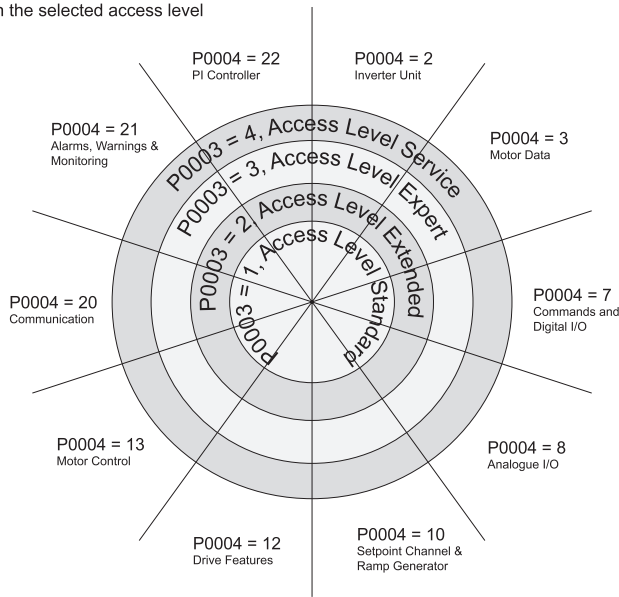 the selected access level
P0004 = 22
PI Controller
P0004 = 2
Inverter Unit
P0004 = 21
Alarms, Warnings &
Monitoring
P0004 = 3
Motor Data
P0003 = 4, Access Level Service
P0003 = 3, Access Level Expert
P0003 = 2, Access Level Extended
P0003 = 1, Access Level Standard
P0004 = 20
Communication
P0004 = 7
Commands and
Digital I/O
P0004 = 13
Motor Control
P0004 = 8
Analogue I/O
P0004 = 12
Drive Features
P0004 = 10
Setpoint Channel &
Ramp Generator